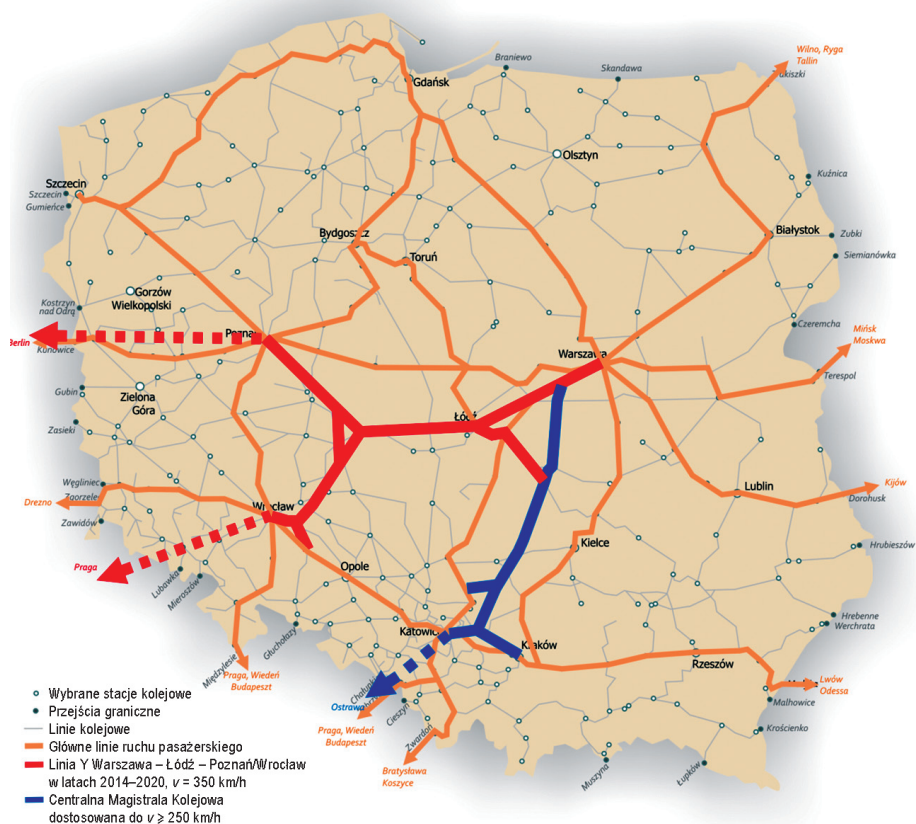 Wilno, Ryga
Tallin
Braniewo
Skandawa
Gdańsk
Olsztyn
Kuźnica
Szczecin
Szczecin
Gumieńce
Bydgoszcz
Białystok
Zubki
Siemianówka
Toruń
Gorzów
Wielkopolski
Kostrzyn
nad Odrą
Czeremcha
Mińsk
Moskwa
Berlin
Kunowice
Warszawa
Terespol
Gubin
Zielona
Góra
Łódź
Zasieki
Węgliniec
Zgorzelec
Drezno
Zawidów
Wrocław
Lublin
Kijów
Dorohusk
Kielce
Hrubieszów
Praga
Lubawka
Mieroszów
Opole
Głuchołazy
Międzylesie
Praga, Wiedeń
Budapeszt
Katowice
Kraków
Hrebenne
Werchrata
Rzeszów
Lwów
Odessa
Malhowice
Krościenko
Łupków
Muszyna
Chałupki
Ostrawa
Cieszyn
Zwardoń
Praga, Wiedeń
Budapeszt
Bratysława
Koszyce
Wybrane stacje kolejowe
Przejścia graniczne
Linie kolejowe
Główne linie ruchu pasażerskiego
Linia Y Warszawa – Łódź – Poznań/Wrocław
w latach 2014–2020, v = 350 km/h
Centralna Magistrala Kolejowa
dostosowana do v ⩾ 250 km/h